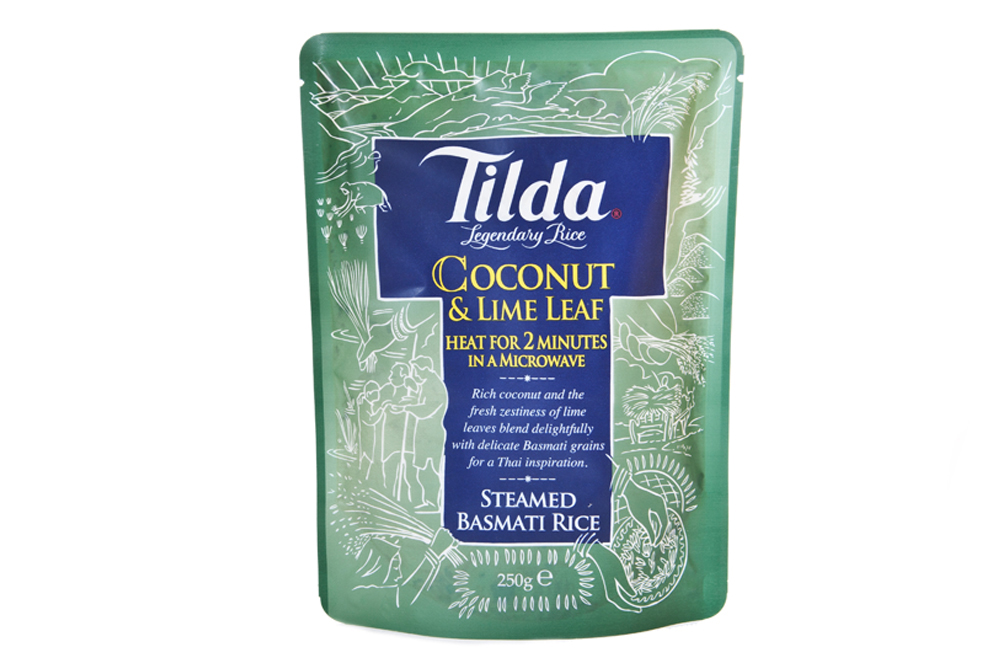 Tilda®
Legendary Rice
COCONUT
& LIME LEAF
HEAT FOR 2 MINUTES
IN A MICROWAVE
Rich coconut and the
fresh zestiness of lime
leaves blend delightfully
with delicate Basmati grains
for a Thai inspiration.
STEAMED
BASMATI RICE
250g ℮